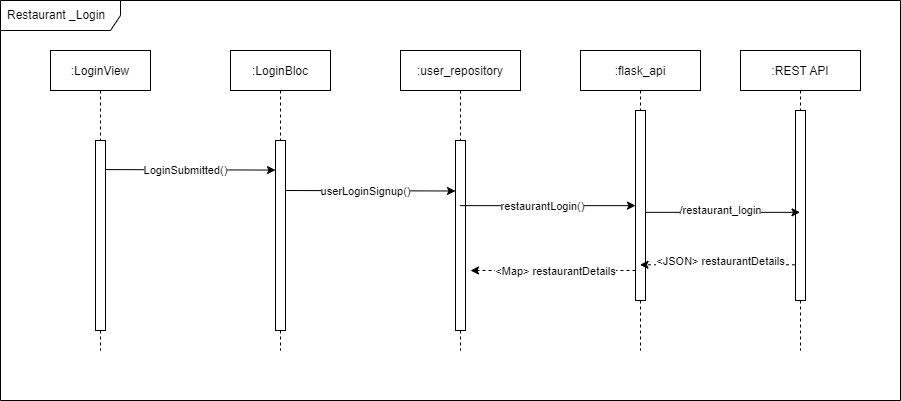 Restaurant _Login
:LoginView
:LoginBloc
:user_repository
:flask_api
:REST API
LoginSubmitted()
userLoginSignup()
restaurantLogin()
/restaurant_login
<JSON> restaurantDetails
<Map> restaurantDetails